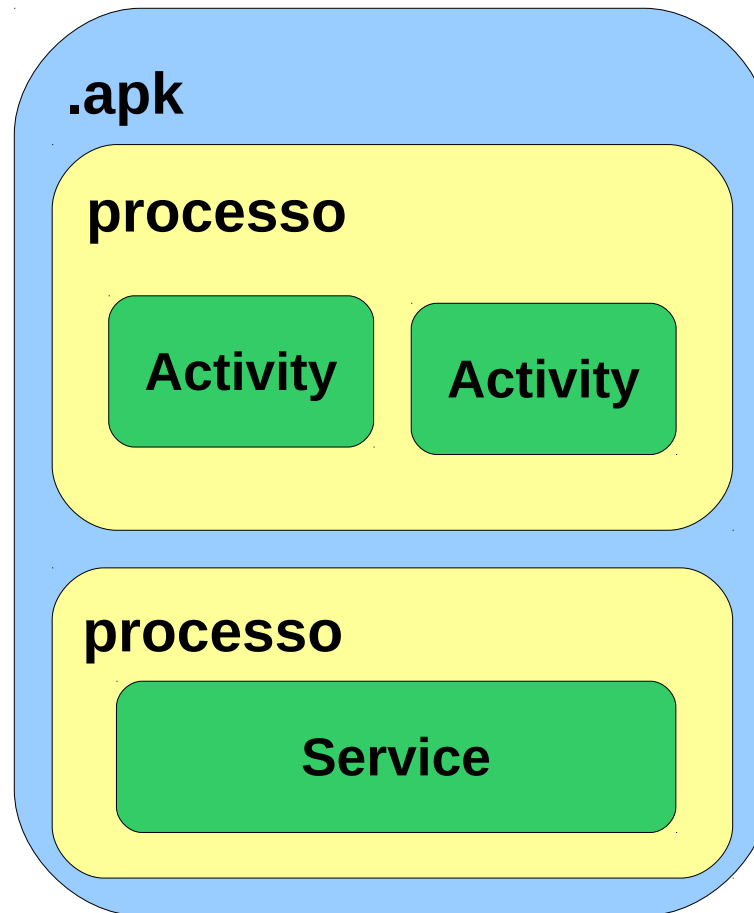 .apk
processo
Activity
Activity
processo
Service